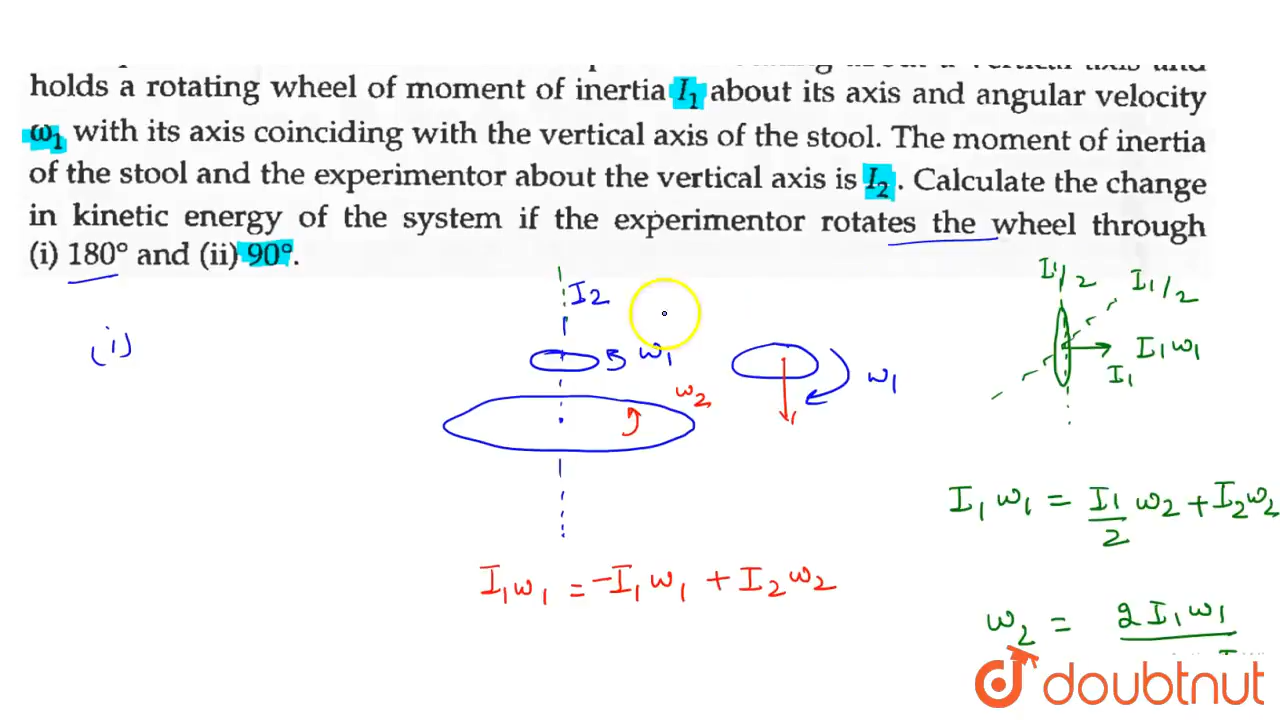 about a vertical axis and
holds a rotating wheel of moment of inertia I₁ about its axis and angular velocity
ω₁ with its axis coinciding with the vertical axis of the stool. The moment of inertia
of the stool and the experimentor about the vertical axis is I₂. Calculate the change
in kinetic energy of the system if the experimentor rotates the wheel through
(i) 180° and (ii) 90°.
(i)
I2
ω₁
ω₂
ω₁
I1/2
I₁/2
I₁ω₁
I₁
I₁ω₁ = I1/2 ω₂ + I₂ω₂
I₁ω₁ = -I₁ω₁ + I₂ω₂
ω₂ = 2I₁ω₁
doubtnut